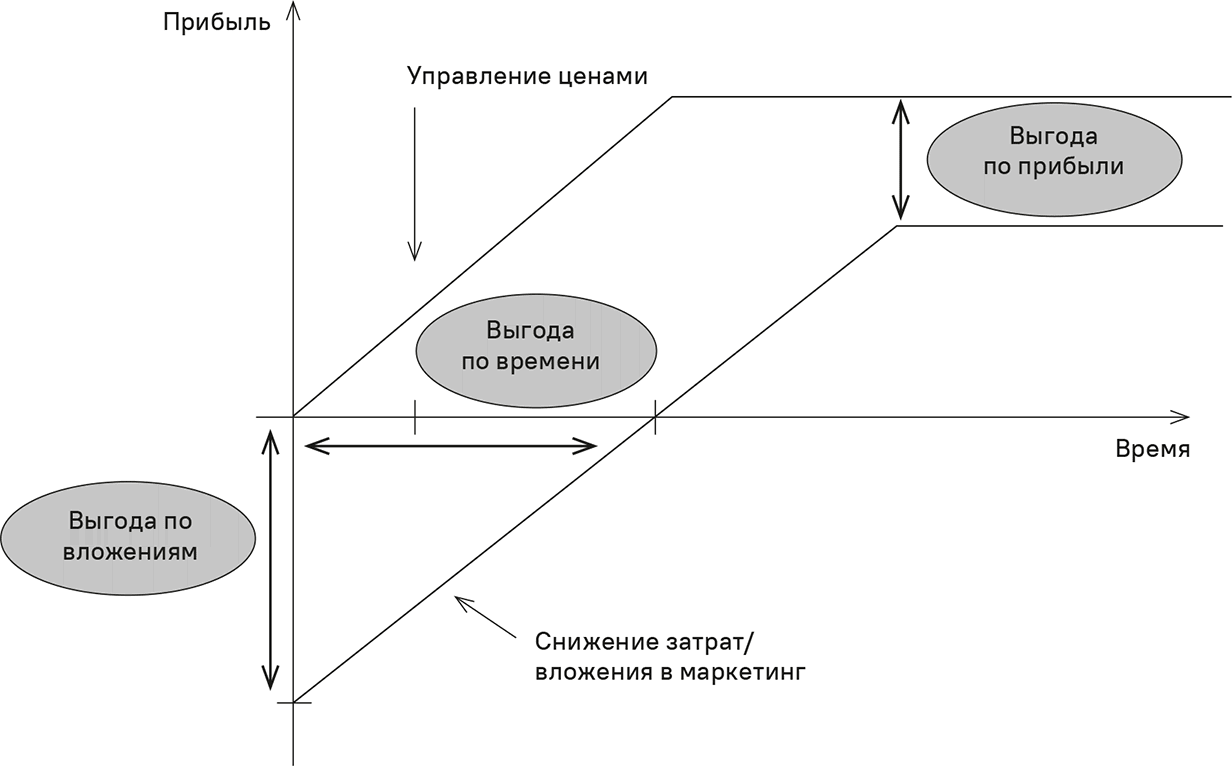 Прибыль
Управление ценами
Выгода
по прибыли
Выгода
по времени
Время
Выгода по
вложениям
Снижение затрат/
вложения в маркетинг